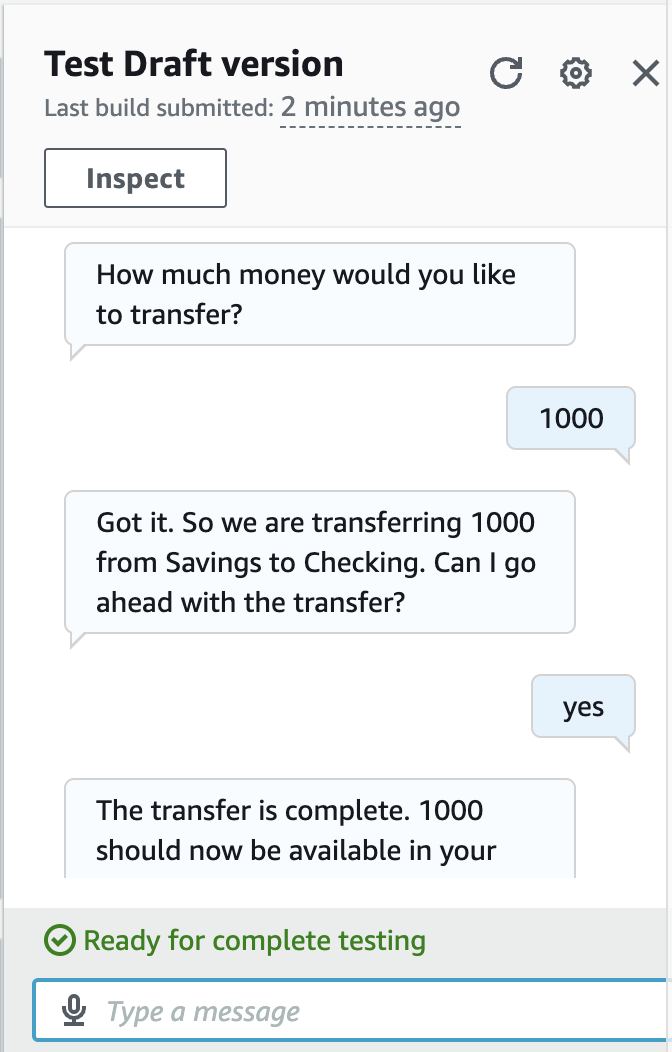 Test Draft version
Last build submitted: 2 minutes ago
Inspect
How much money would you like
to transfer?
1000
Got it. So we are transferring 1000
from Savings to Checking. Can I go
ahead with the transfer?
yes
The transfer is complete. 1000
should now be available in your
Ready for complete testing
Type a message